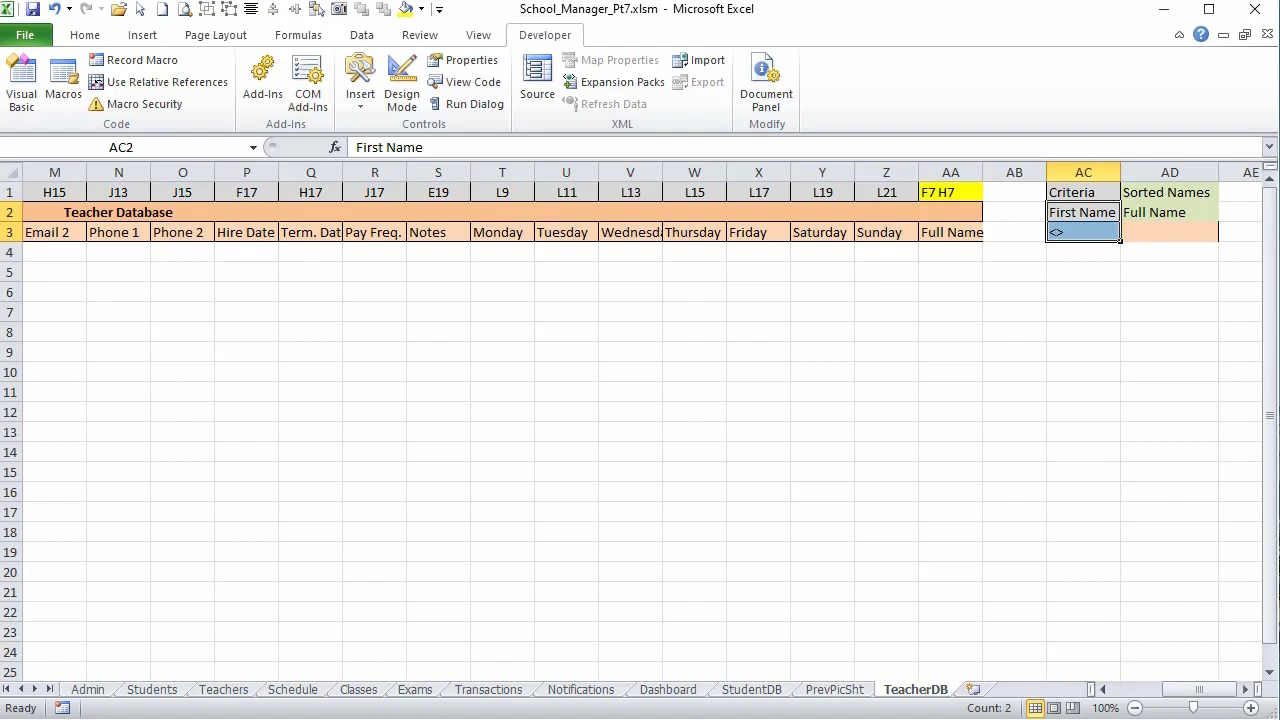 School_Manager_Pt7.xlsm - Microsoft Excel
File Home Insert Page Layout Formulas Data Review View Developer
Visual Basic
Macros
Record Macro
Use Relative References
Macro Security
Code
Add-Ins
COM Add-Ins
Add-Ins
Insert
Design Mode
Properties
View Code
Run Dialog
Controls
Source
Map Properties
Expansion Packs
Refresh Data
Import
Export
XML
Document Panel
Modify
AC2 fx First Name
M N O P Q R S T U V W X Y Z AA AB AC AD AE
1 H15 J13 J15 F17 H17 J17 E19 L9 L11 L13 L15 L17 L19 L21 F7 H7 Criteria Sorted Names
2 Teacher Database First Name Full Name
3 Email 2 Phone 1 Phone 2 Hire Date Term. Dat Pay Freq. Notes Monday Tuesday Wednesda Thursday Friday Saturday Sunday Full Name <>
4
5
6
7
8
9
10
11
12
13
14
15
16
17
18
19
20
21
22
23
24
25
Admin Students Teachers Schedule Classes Exams Transactions Notifications Dashboard StudentDB PrevPicSht TeacherDB
Ready Count: 2 100%